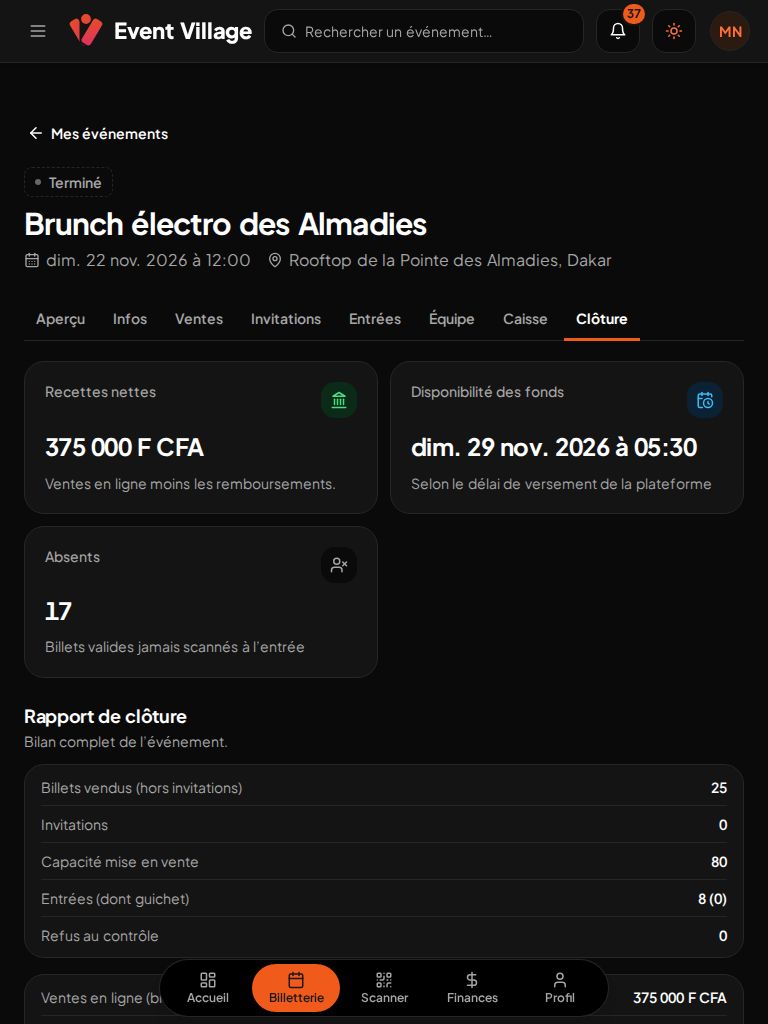 Event Village
Rechercher un événement…
37
MN
Mes événements
Terminé
Brunch électro des Almadies
dim. 22 nov. 2026 à 12:00 Rooftop de la Pointe des Almadies, Dakar
Aperçu Infos Ventes Invitations Entrées Équipe Caisse Clôture
Recettes nettes
375 000 F CFA
Ventes en ligne moins les remboursements.
Disponibilité des fonds
dim. 29 nov. 2026 à 05:30
Selon le délai de versement de la plateforme
Absents
17
Billets valides jamais scannés à l'entrée
Rapport de clôture
Bilan complet de l'événement.
Billets vendus (hors invitations) 25
Invitations 0
Capacité mise en vente 80
Entrées (dont guichet) 8 (0)
Refus au contrôle 0
Ventes en ligne 375 000 F CFA
Accueil Billetterie Scanner Finances Profil